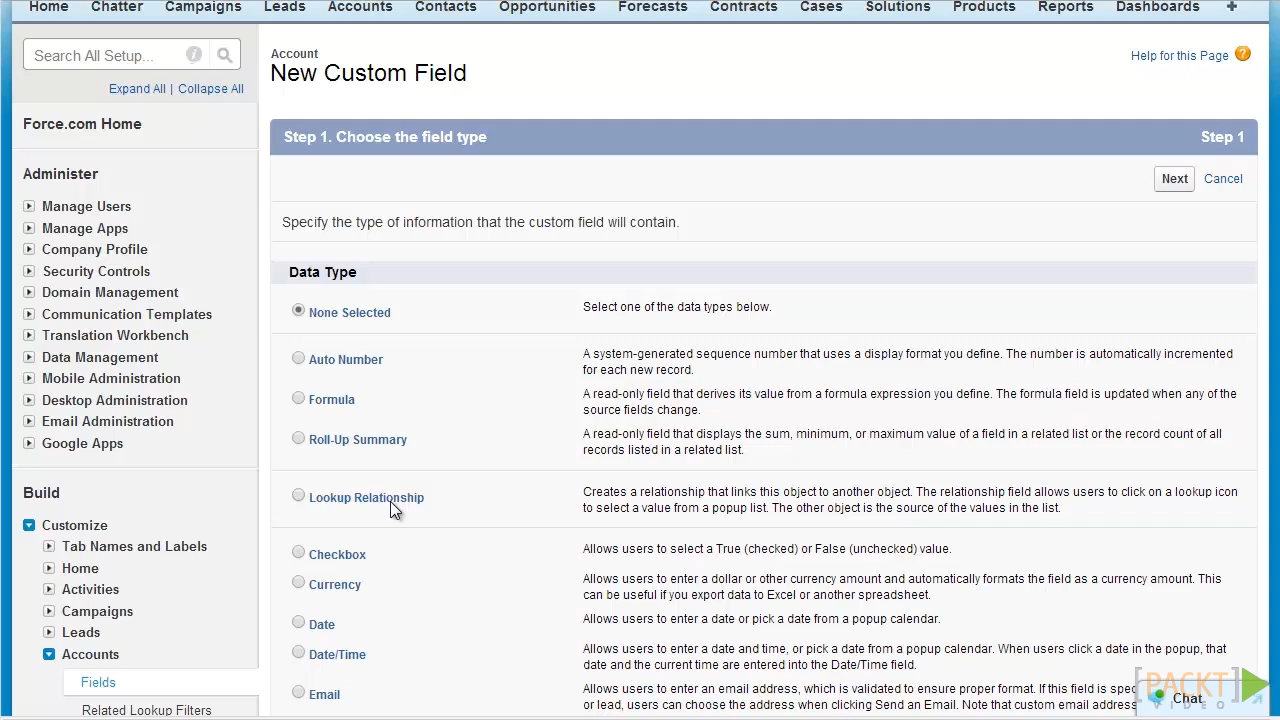 Home Chatter Campaigns Leads Accounts Contacts Opportunities Forecasts Contracts Cases Solutions Products Reports Dashboards +
Search All Setup...
Expand All | Collapse All
Force.com Home
Administer
Manage Users
Manage Apps
Company Profile
Security Controls
Domain Management
Communication Templates
Translation Workbench
Data Management
Mobile Administration
Desktop Administration
Email Administration
Google Apps
Build
Customize
Tab Names and Labels
Home
Activities
Campaigns
Leads
Accounts
Fields
Related Lookup Filters
Account
New Custom Field
Help for this Page ?
Step 1. Choose the field type Step 1
Next Cancel
Specify the type of information that the custom field will contain.
Data Type
None Selected Select one of the data types below.
Auto Number A system-generated sequence number that uses a display format you define. The number is automatically incremented
for each new record.
Formula A read-only field that derives its value from a formula expression you define. The formula field is updated when any of the
source fields change.
Roll-Up Summary A read-only field that displays the sum, minimum, or maximum value of a field in a related list or the record count of all
records listed in a related list.
Lookup Relationship Creates a relationship that links this object to another object. The relationship field allows users to click on a lookup icon
to select a value from a popup list. The other object is the source of the values in the list.
Checkbox Allows users to select a True (checked) or False (unchecked) value.
Currency Allows users to enter a dollar or other currency amount and automatically formats the field as a currency amount. This
can be useful if you export data to Excel or another spreadsheet.
Date Allows users to enter a date or pick a date from a popup calendar.
Date/Time Allows users to enter a date and time, or pick a date from a popup calendar. When users click a date in the popup, that
date and the current time are entered into the Date/Time field.
Email Allows users to enter an email address, which is validated to ensure proper format. If this field is
or lead, users can choose the address when clicking Send an Email. Note that custom email address
PACKT
VIDEO
Chat